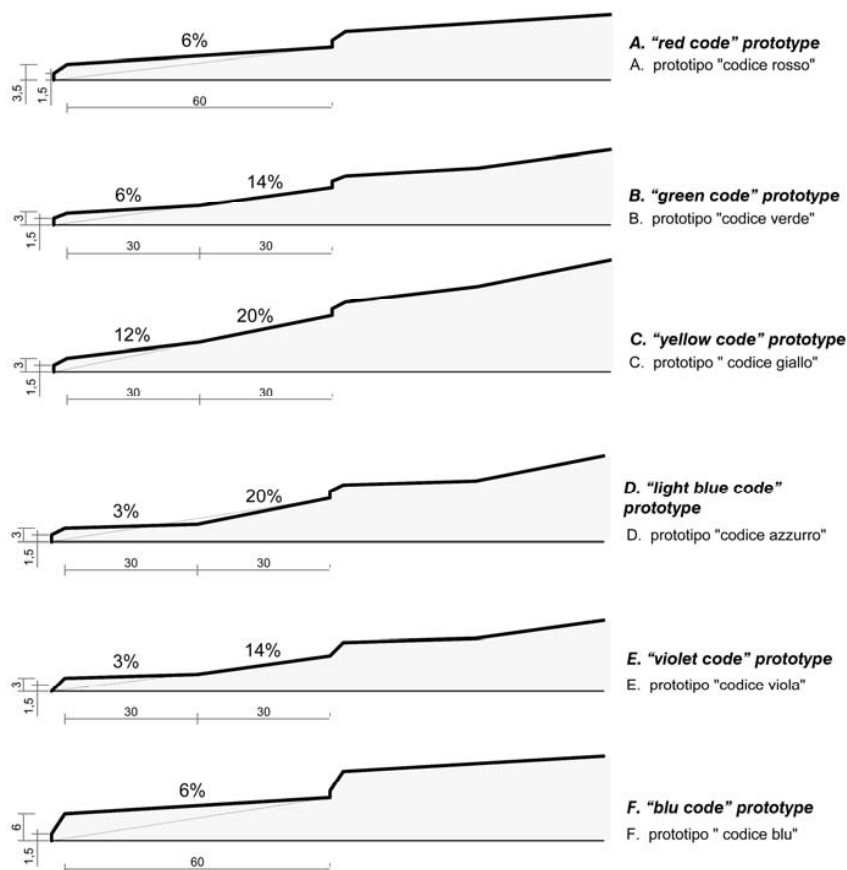 6%
A. “red code” prototype
A. prototipo "codice rosso"
3,5
1,5
60
6%
14%
B. “green code” prototype
B. prototipo "codice verde"
3
1,5
30
30
12%
20%
C. “yellow code” prototype
C. prototipo " codice giallo"
3
1,5
30
30
3%
20%
D. “light blue code”
prototype
D. prototipo "codice azzurro"
3
1,5
30
30
3%
14%
E. “violet code” prototype
E. prototipo "codice viola"
3
1,5
30
30
6%
F. “blu code” prototype
F. prototipo " codice blu"
6
1,5
60